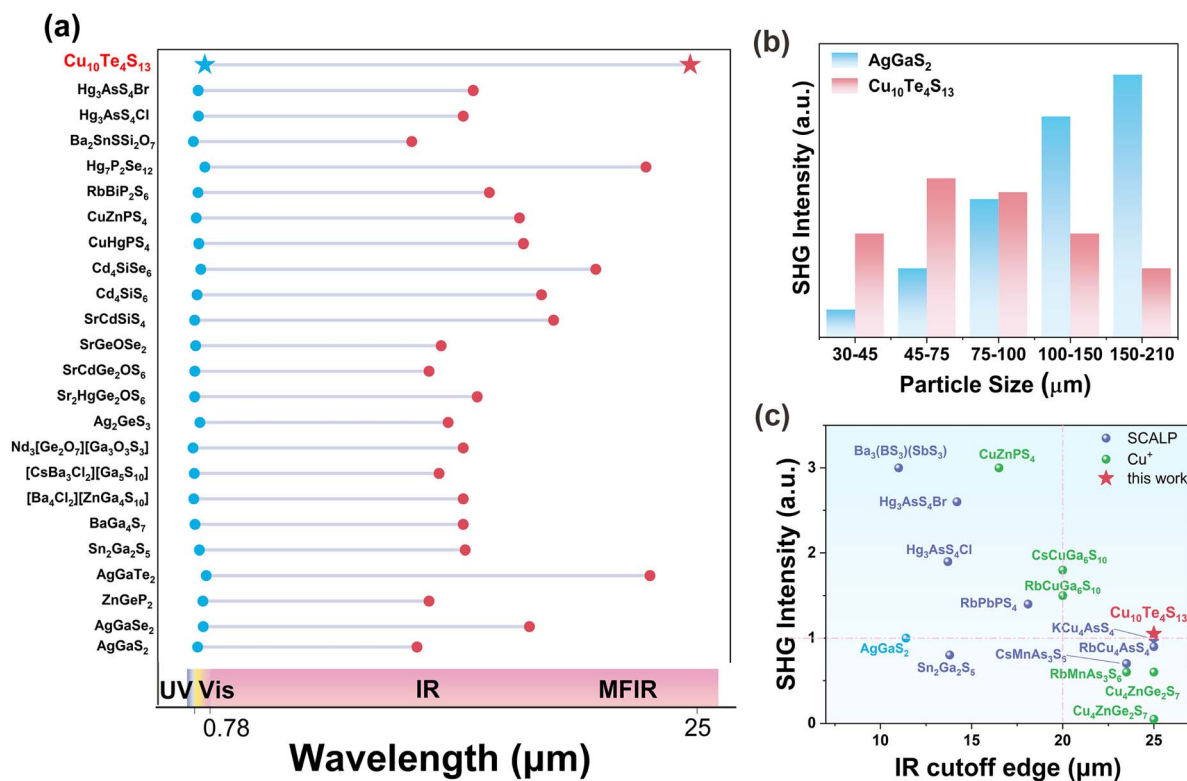 (a)
Cu₁₀Te₄S₁₃
Hg₃AsS₄Br
Hg₃AsS₄Cl
Ba₂SnSSi₂O₇
Hg₇P₂Se₁₂
RbBiP₂S₆
CuZnPS₄
CuHgPS₄
Cd₄SiSe₆
Cd₄SiS₆
SrCdSiS₄
SrGeOSe₂
SrCdGe₂OS₆
Sr₂HgGe₂OS₆
Ag₂GeS₃
Nd₃[Ge₂O₇][Ga₃O₃S₃]
[CsBa₃Cl₂][Ga₅S₁₀]
[Ba₄Cl₂][ZnGa₄S₁₀]
BaGa₄S₇
Sn₂Ga₂S₅
AgGaTe₂
ZnGeP₂
AgGaSe₂
AgGaS₂
UV Vis IR MFIR
0.78 25
Wavelength (μm)
(b)
SHG Intensity (a.u.)
AgGaS₂
Cu₁₀Te₄S₁₃
30-45 45-75 75-100 100-150 150-210
Particle Size (μm)
(c)
SHG Intensity (a.u.)
3
2
1
0
SCALP
Cu⁺
this work
Ba₃(BS₃)(SbS₃)
CuZnPS₄
Hg₃AsS₄Br
Hg₃AsS₄Cl
CsCuGa₆S₁₀
RbCuGa₆S₁₀
RbPbPS₄
Cu₁₀Te₄S₁₃
KCu₄AsS₄
AgGaS₂
RbCu₄AsS₄
CsMnAs₃S₆
Sn₂Ga₂S₅
RbMnAs₃S₆
Cu₄ZnGe₂S₇
Cu₄ZnGe₂S₇
10 15 20 25
IR cutoff edge (μm)